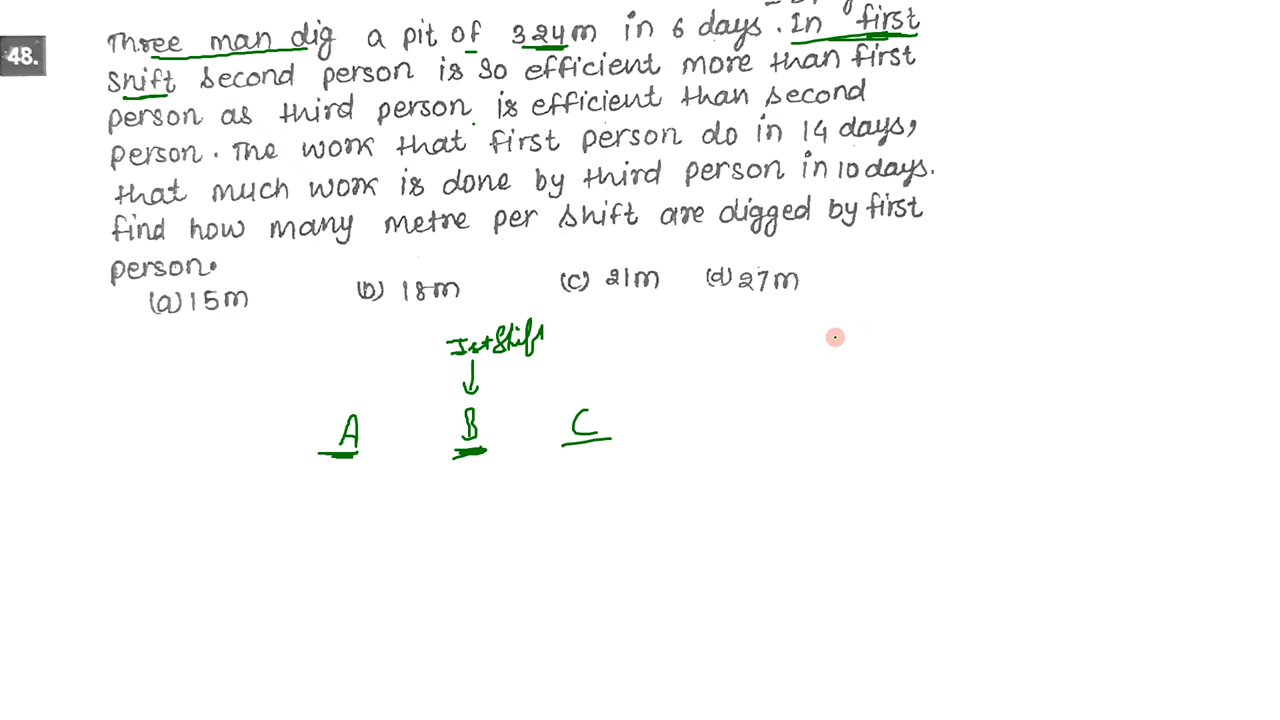 48.
Three man dig a pit of 324m in 6 days. In first
shift second person is so efficient more than first
person as third person is efficient than second
person. The work that first person do in 14 days,
that much work is done by third person in 10 days.
find how many metre per shift are digged by first
person.
(a) 15m (b) 18m (c) 21m (d) 27m
Ist Shift
A B C